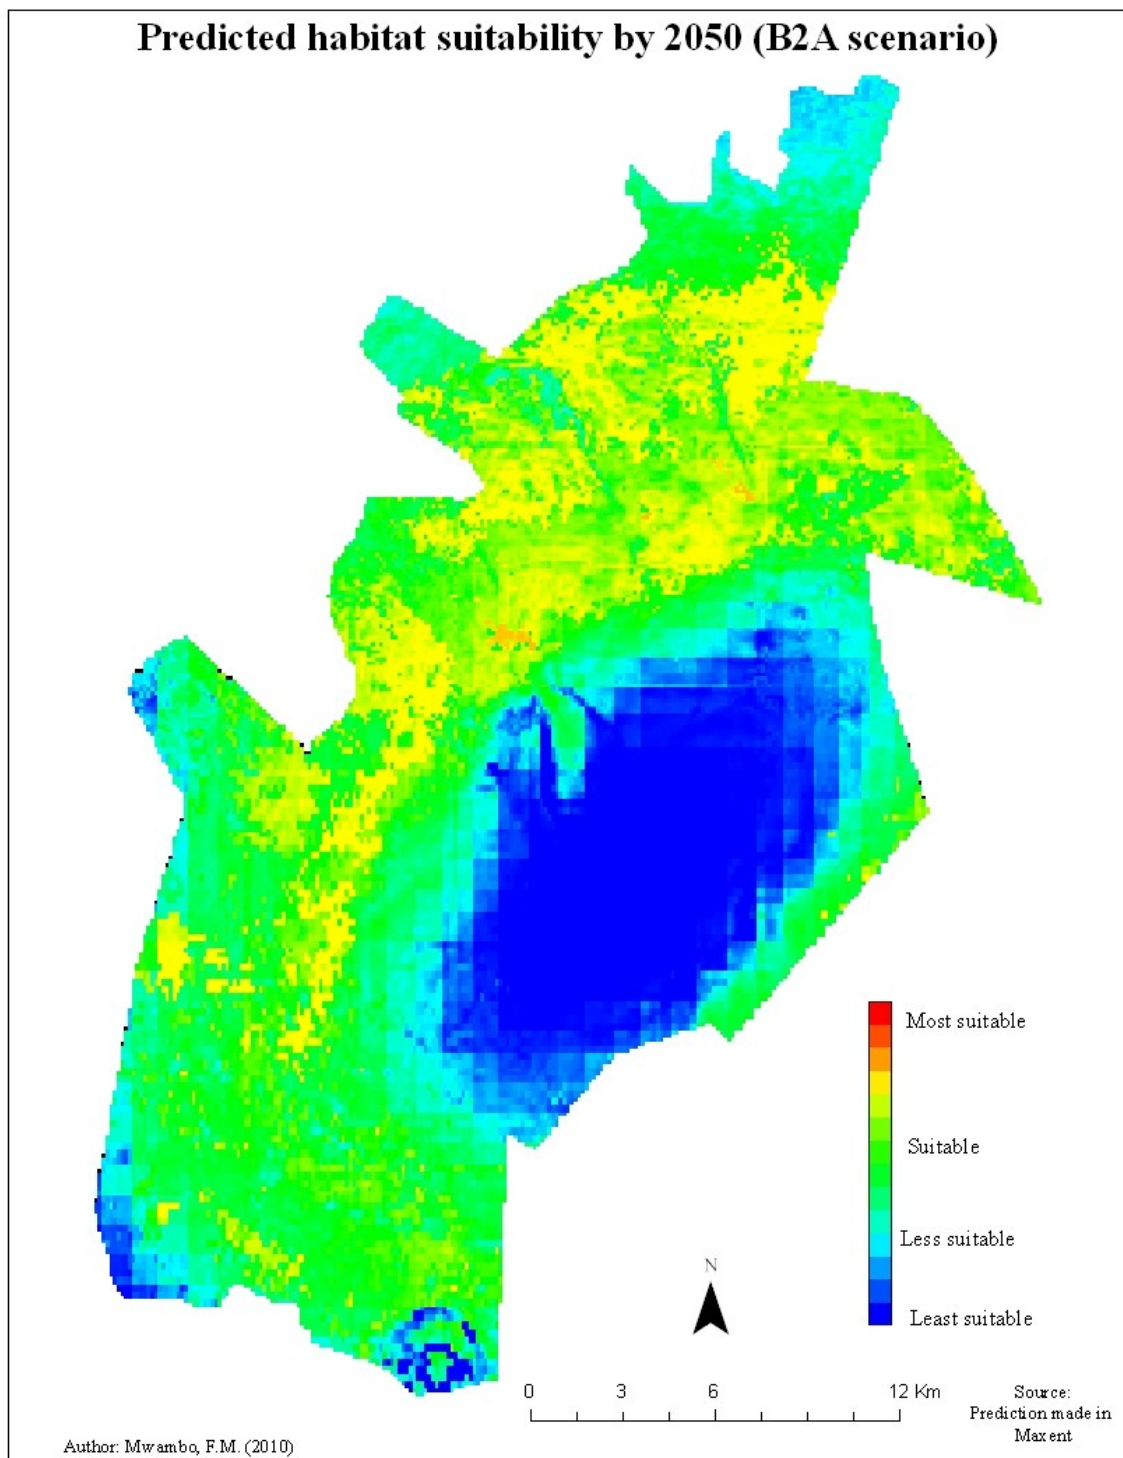 Predicted habitat suitability by 2050 (B2A scenario)
Most suitable
Suitable
Less suitable
Least suitable
N
0 3 6 12 Km
Source:
Prediction made in
Maxent
Author: Mwambo, F.M. (2010)